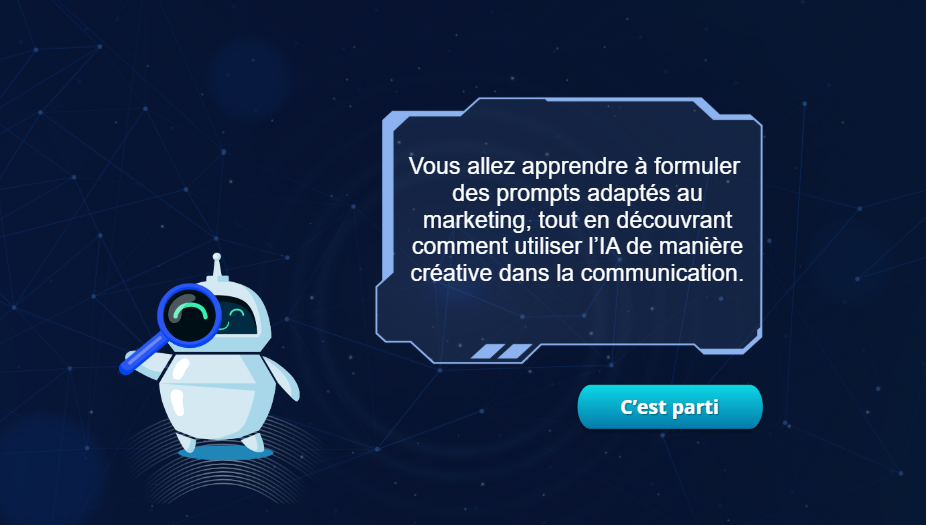 Vous allez apprendre à formuler
des prompts adaptés au
marketing, tout en découvrant
comment utiliser l’IA de manière
créative dans la communication.
C’est parti